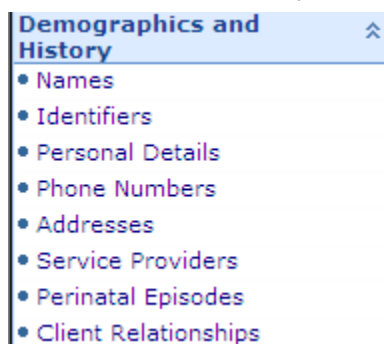 Demographics and
History
Names
Identifiers
Personal Details
Phone Numbers
Addresses
Service Providers
Perinatal Episodes
Client Relationships